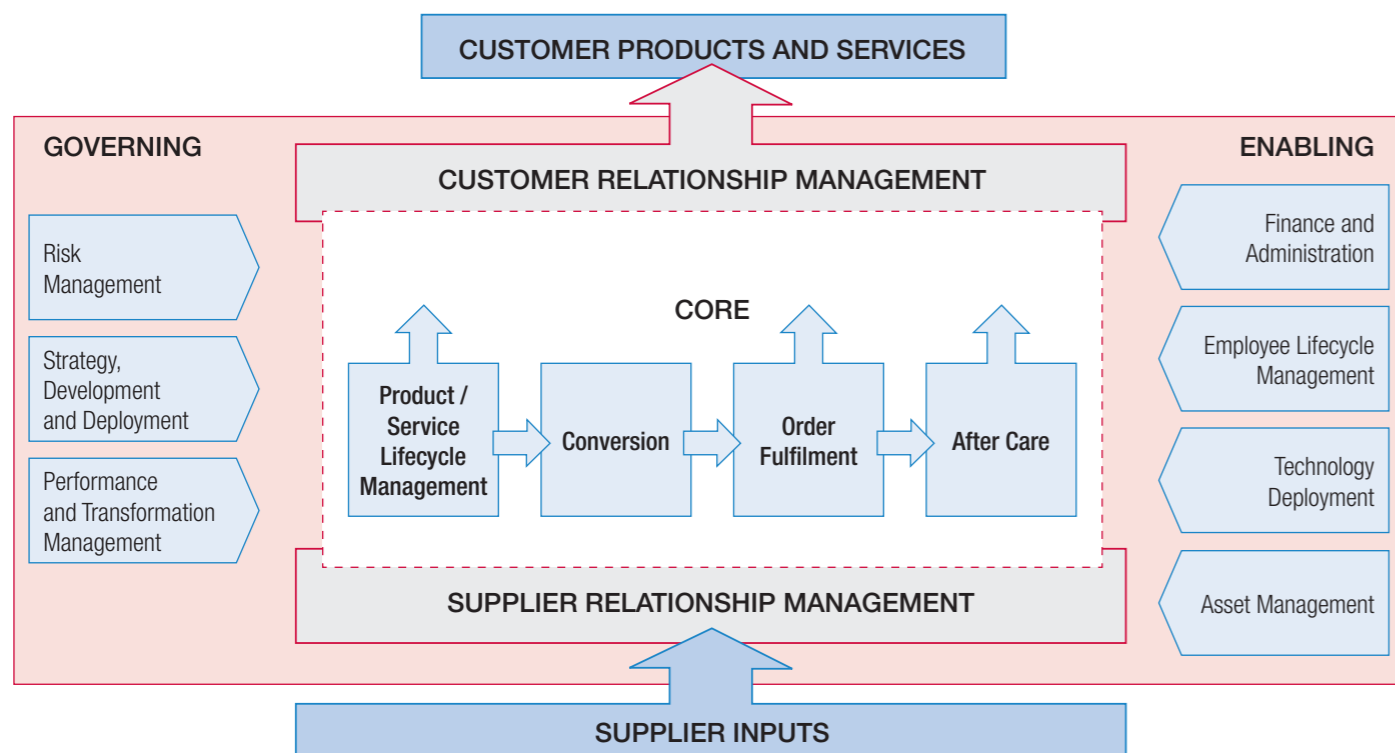 CUSTOMER PRODUCTS AND SERVICES
GOVERNING
ENABLING
CUSTOMER RELATIONSHIP MANAGEMENT
Risk
Management
Strategy,
Development
and Deployment
Performance
and Transformation
Management
CORE
Product /
Service
Lifecycle
Management
Conversion
Order
Fulfilment
After Care
Finance and
Administration
Employee Lifecycle
Management
Technology
Deployment
Asset Management
SUPPLIER RELATIONSHIP MANAGEMENT
SUPPLIER INPUTS